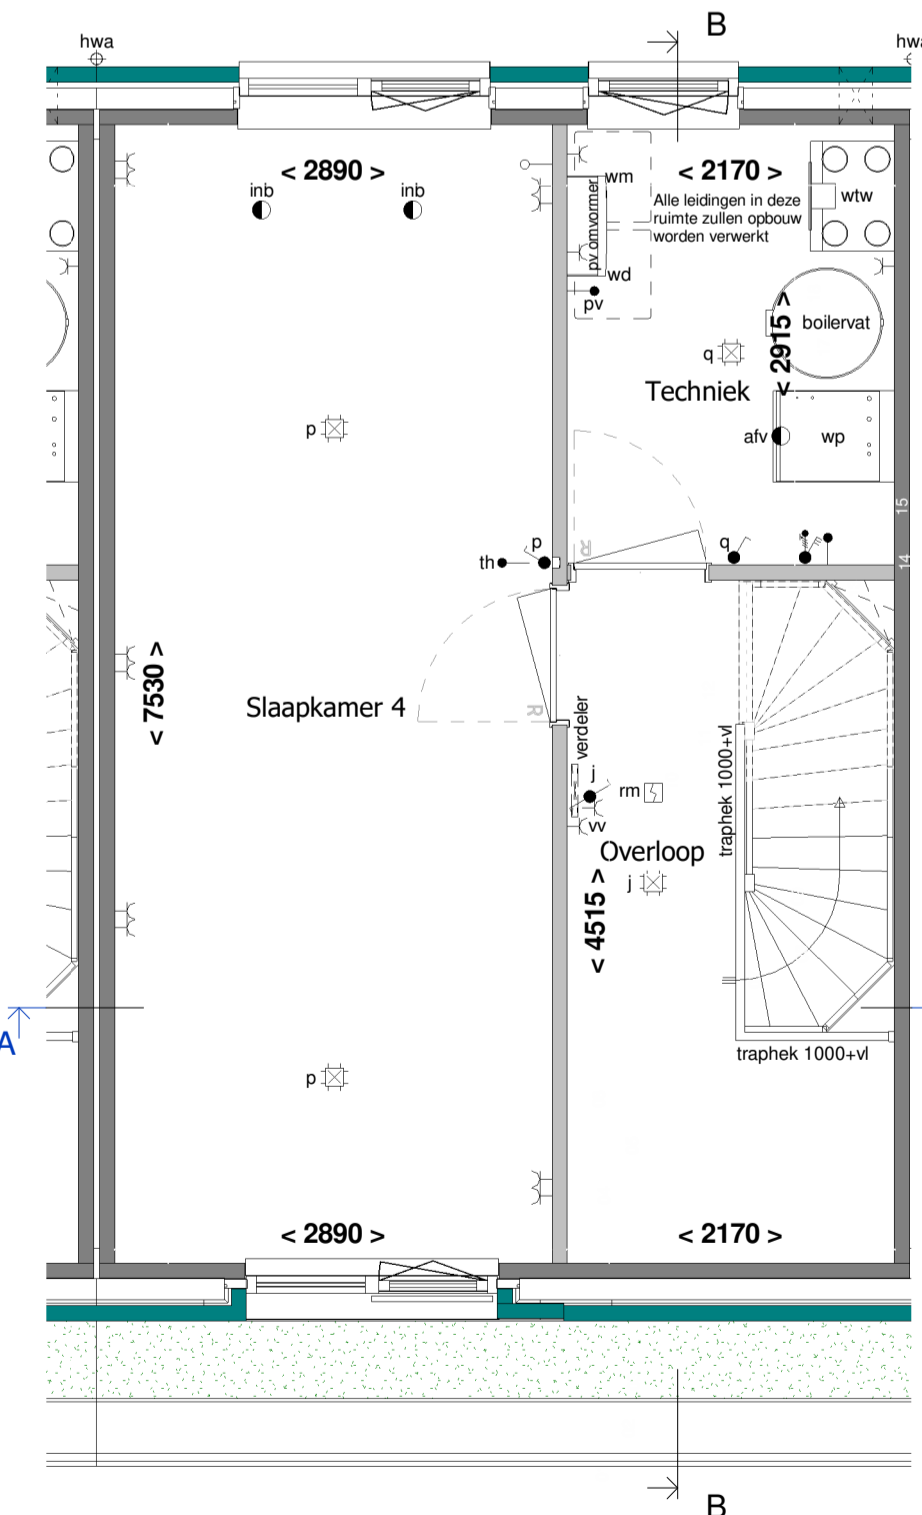 B
hwa
hwa
< 2890 >
< 2170 >
inb
inb
wm
Alle leidingen in deze
ruimte zullen opbouw
worden verwerkt
wtw
pv omvormer
wd
pv
boilervat
q
< 2915 >
Techniek
p
afv
wp
15
14
q
p
th
R
R
< 7530 >
Slaapkamer 4
verdeler
j
rm
vv
traphek 1000+vl
Overloop
j
< 4515 >
A
traphek 1000+vl
p
< 2890 >
< 2170 >
B